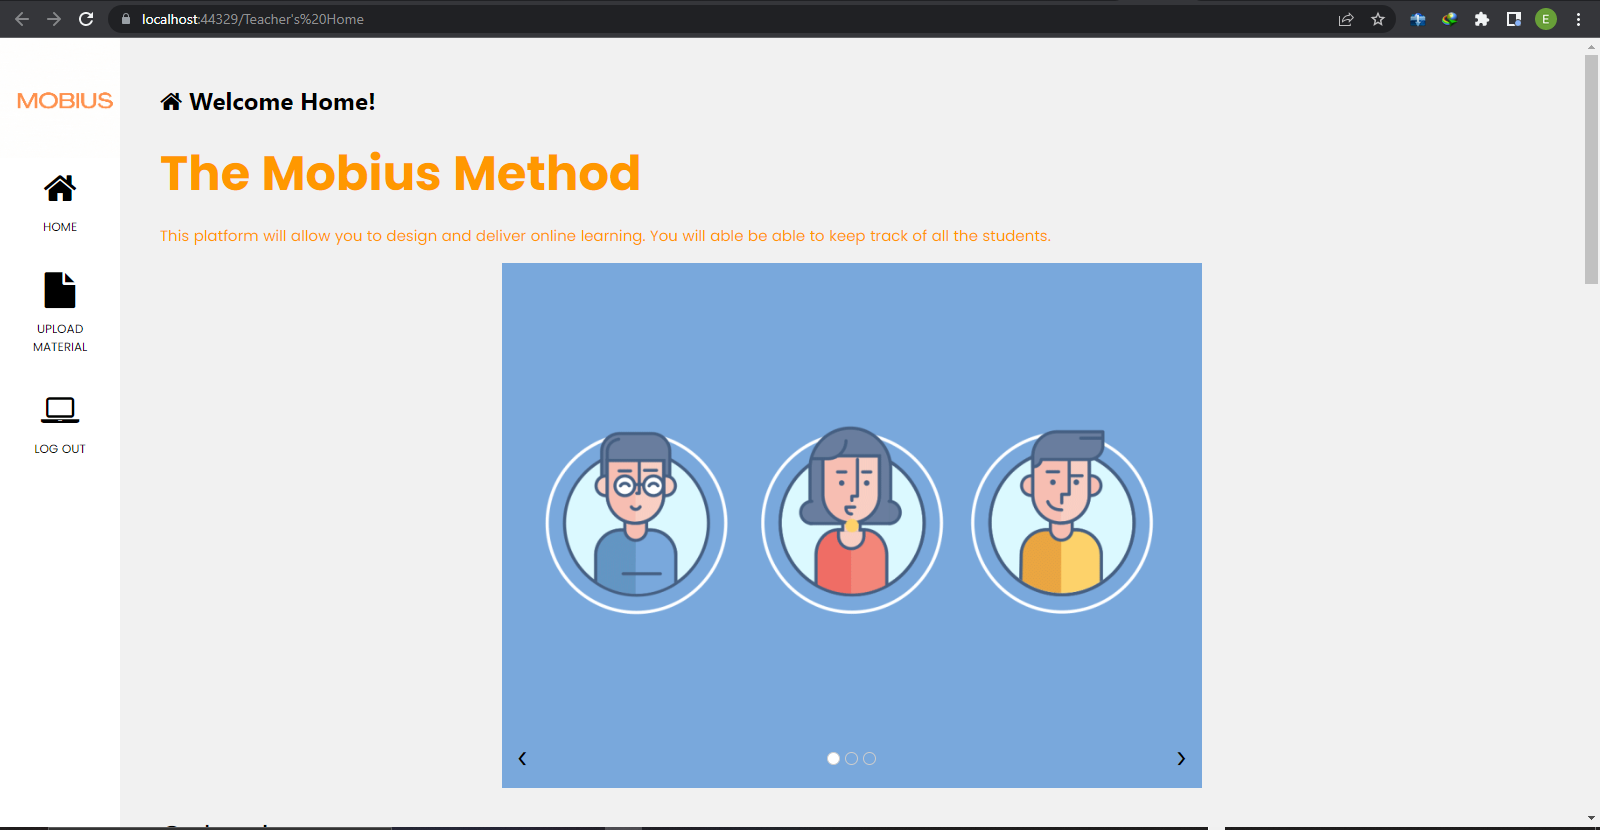 localhost:44329/Teacher's%20Home
E
MOBIUS
HOME
UPLOAD
MATERIAL
LOG OUT
Welcome Home!
The Mobius Method
This platform will allow you to design and deliver online learning. You will able be able to keep track of all the students.